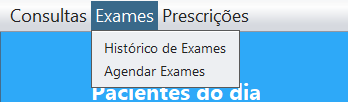 Consultas Exames Prescrições
Histórico de Exames
Agendar Exames
Pacientes do dia